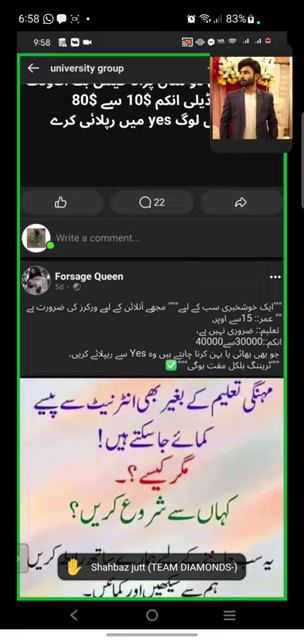 6:58
83%
9:58
university group
ڈیلی انکم $10 سے $80
لوگ yes میں رپلائی کرے
22
Write a comment...
Forsage Queen
5d
""ایک خوشخبری سب کے لیے"""" مجھے آنلائن کے لیے ورکرز کی ضرورت ہے
""عمر:: 15سے اوپر,
تعلیم:: ضروری نہیں ہے,
انکم::30000سے40000
جو بھی بھائی یا بہن کرنا چاہتے ہیں وہ Yes سے ریپلائے کریں,
""ٹریننگ بلکل مفت ہوگی""
مہنگی تعلیم کے بغیر بھی انٹرنیٹ سے پیسے
کمائے جا سکتے ہیں!
مگر کیسے؟۔
کہاں سے شروع کریں؟
Shahbaz jutt (TEAM DIAMONDS-)
ہم سے سیکھیں اور کمائیں۔